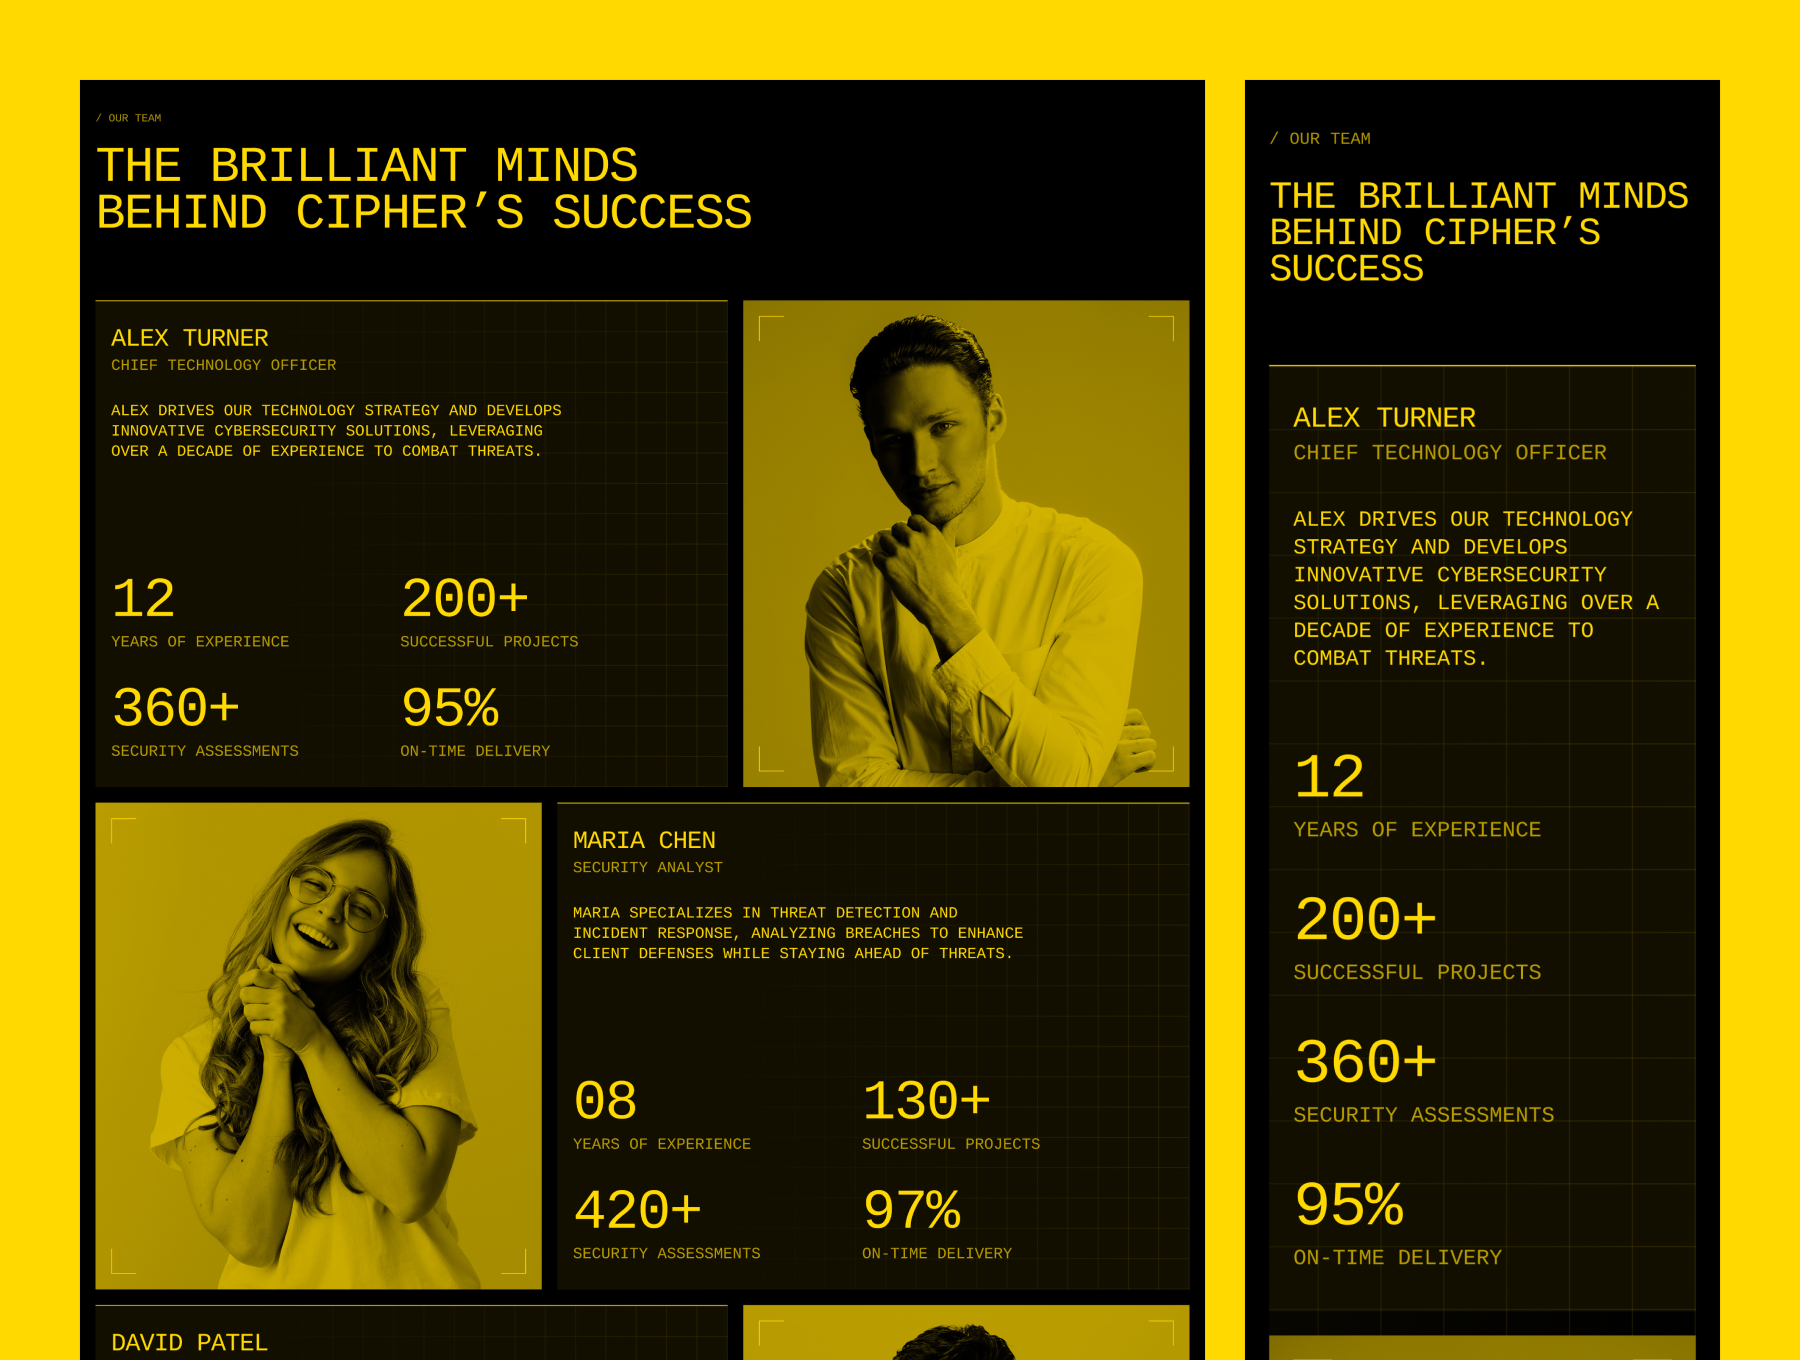 / OUR TEAM
THE BRILLIANT MINDS
BEHIND CIPHER’S SUCCESS
ALEX TURNER
CHIEF TECHNOLOGY OFFICER
ALEX DRIVES OUR TECHNOLOGY STRATEGY AND DEVELOPS
INNOVATIVE CYBERSECURITY SOLUTIONS, LEVERAGING
OVER A DECADE OF EXPERIENCE TO COMBAT THREATS.
12
YEARS OF EXPERIENCE
200+
SUCCESSFUL PROJECTS
360+
SECURITY ASSESSMENTS
95%
ON-TIME DELIVERY
MARIA CHEN
SECURITY ANALYST
MARIA SPECIALIZES IN THREAT DETECTION AND
INCIDENT RESPONSE, ANALYZING BREACHES TO ENHANCE
CLIENT DEFENSES WHILE STAYING AHEAD OF THREATS.
08
YEARS OF EXPERIENCE
130+
SUCCESSFUL PROJECTS
420+
SECURITY ASSESSMENTS
97%
ON-TIME DELIVERY
DAVID PATEL
/ OUR TEAM
THE BRILLIANT MINDS
BEHIND CIPHER’S
SUCCESS
ALEX TURNER
CHIEF TECHNOLOGY OFFICER
ALEX DRIVES OUR TECHNOLOGY
STRATEGY AND DEVELOPS
INNOVATIVE CYBERSECURITY
SOLUTIONS, LEVERAGING OVER A
DECADE OF EXPERIENCE TO
COMBAT THREATS.
12
YEARS OF EXPERIENCE
200+
SUCCESSFUL PROJECTS
360+
SECURITY ASSESSMENTS
95%
ON-TIME DELIVERY